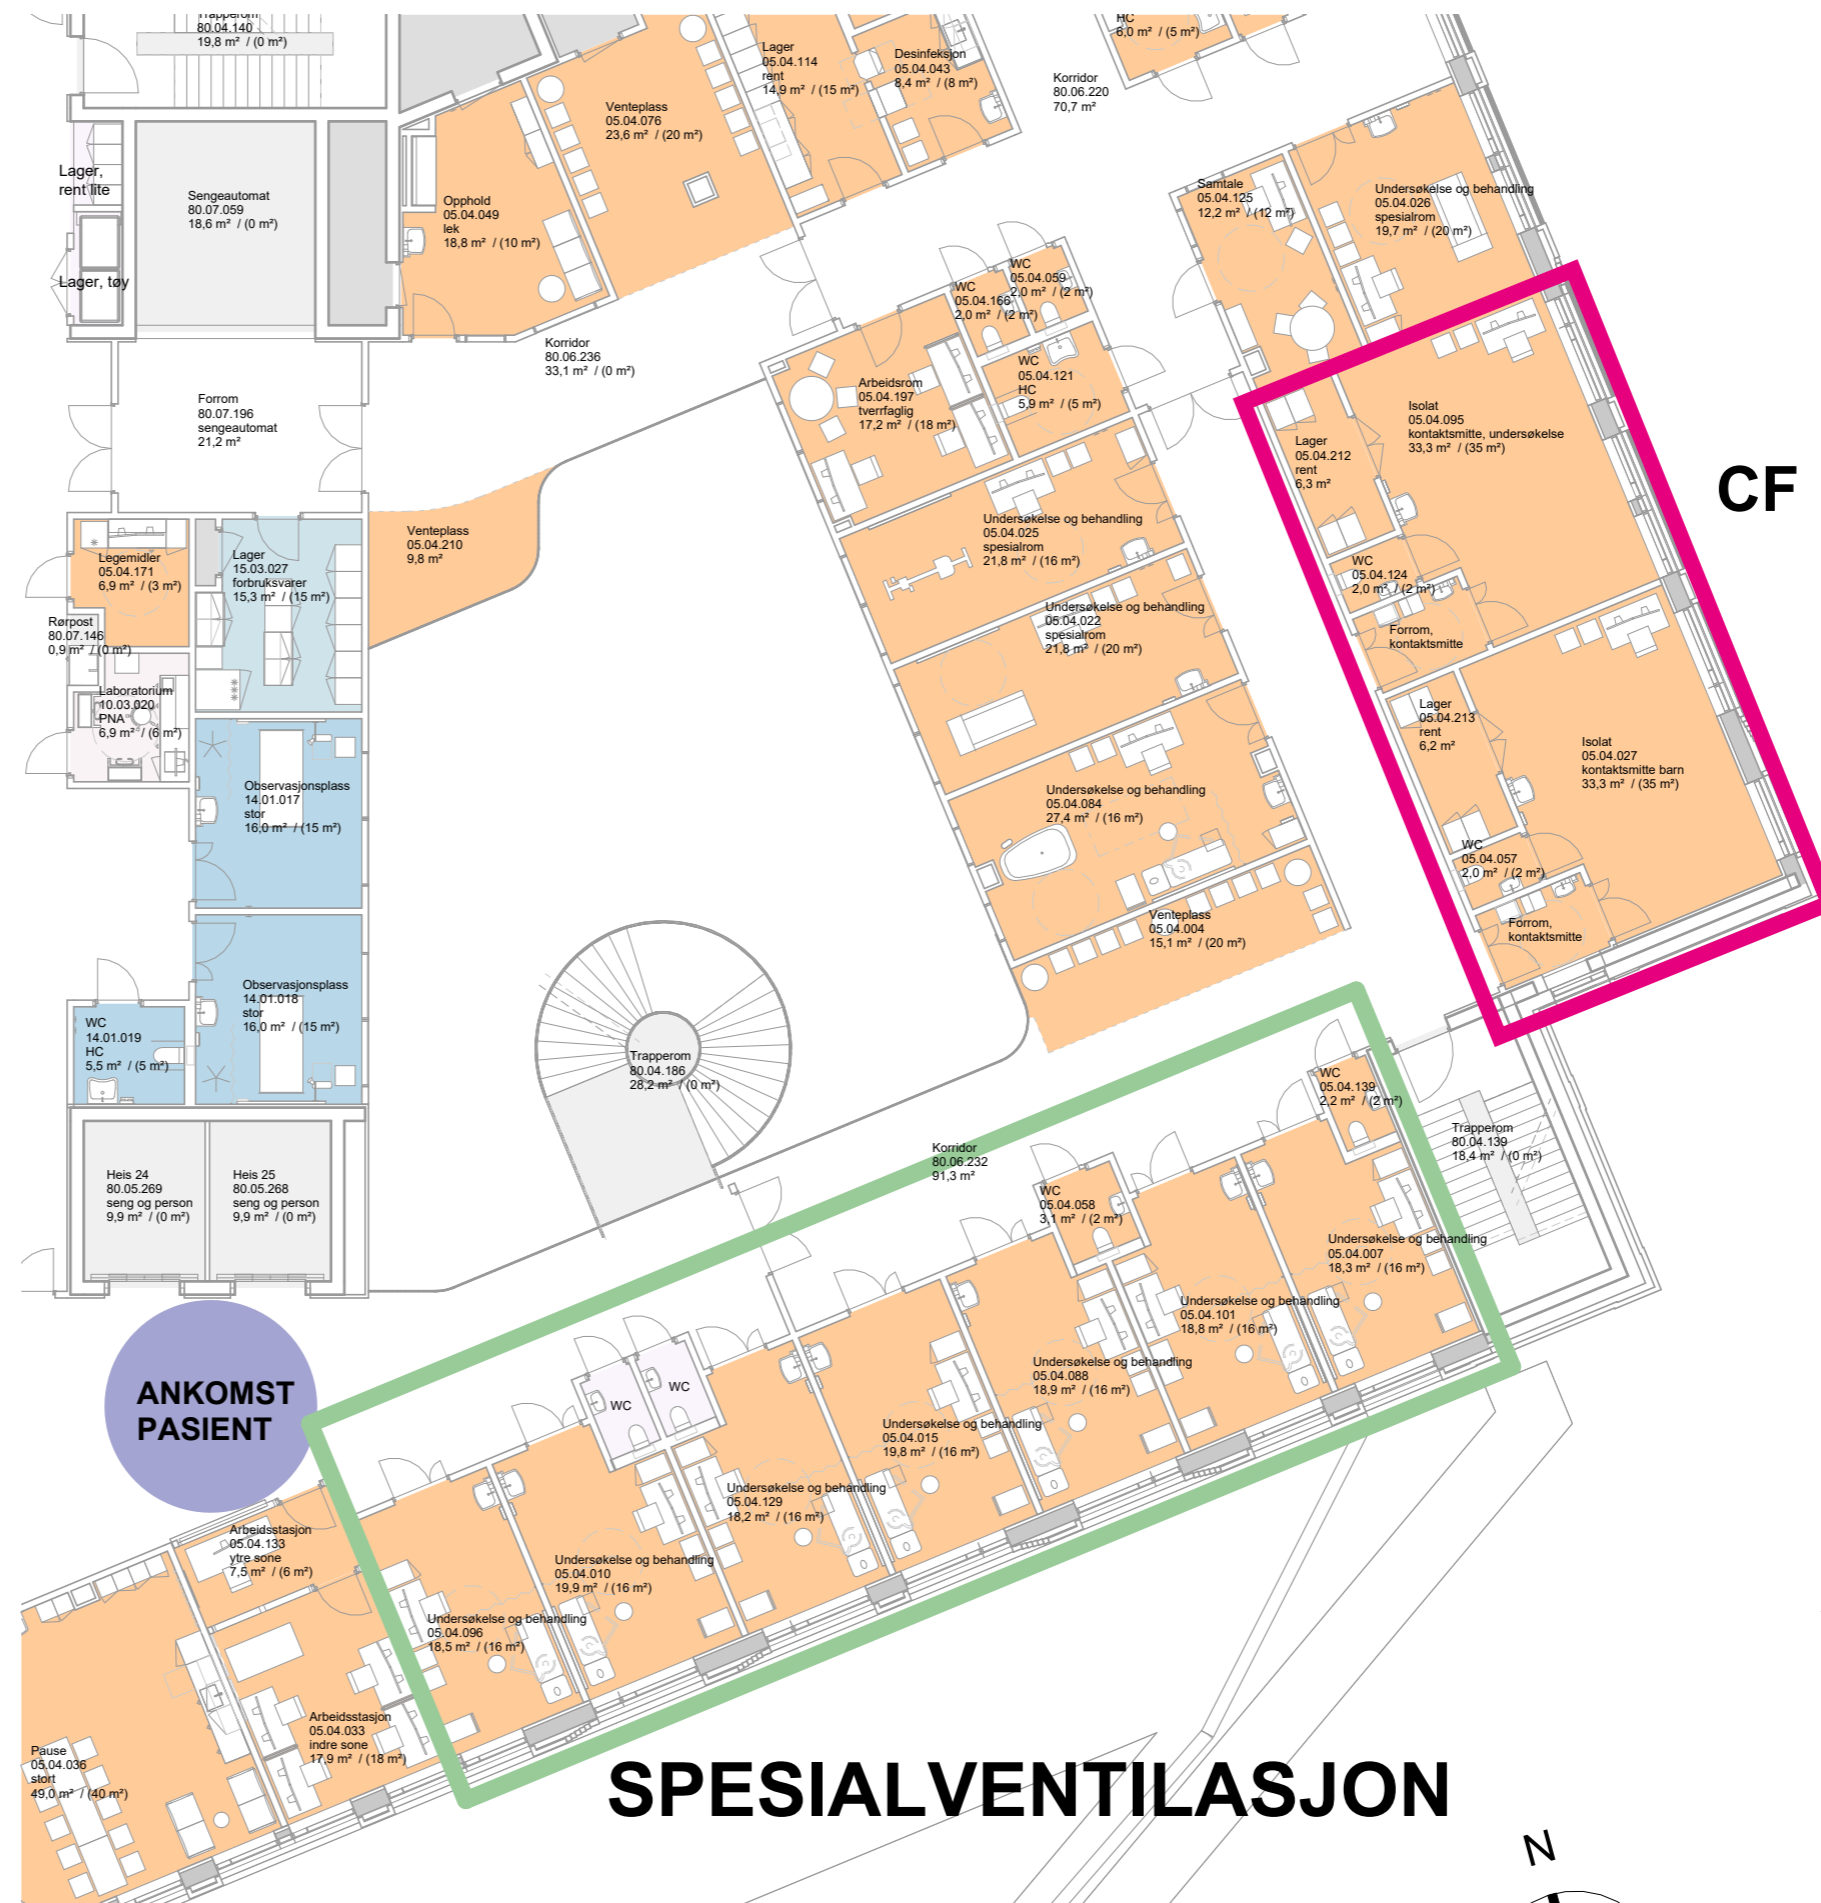 Trapperom
80.04.140
19,8 m² / (0 m²)
Lager,
rent lite
Lager, tøy
Sengeautomat
80.07.059
18,6 m² / (0 m²)
Opphold
05.04.049
lek
18,8 m² / (10 m²)
Venteplass
05.04.076
23,6 m² / (20 m²)
Lager
05.04.114
rent
14,9 m² / (15 m²)
Desinfeksjon
05.04.043
8,4 m² / (8 m²)
HC
6,0 m² / (5 m²)
Korridor
80.06.220
70,7 m²
Samtale
05.04.125
12,2 m² / (12 m²)
Undersøkelse og behandling
05.04.026
spesialrom
19,7 m² / (20 m²)
WC
05.04.059
2,0 m² / (2 m²)
WC
05.04.166
2,0 m² / (2 m²)
WC
05.04.121
HC
5,9 m² / (5 m²)
Arbeidsrom
05.04.197
tverrfaglig
17,2 m² / (18 m²)
Korridor
80.06.236
33,1 m² / (0 m²)
Forrom
80.07.196
sengeautomat
21,2 m²
Isolat
05.04.095
kontaktsmitte, undersøkelse
33,3 m² / (35 m²)
Lager
05.04.212
rent
6,3 m²
CF
Venteplass
05.04.210
9,8 m²
Legemidler
05.04.171
6,9 m² / (3 m²)
Lager
15.03.027
forbruksvarer
15,3 m² / (15 m²)
Rørpost
80.07.146
0,9 m² / (0 m²)
Laboratorium
10.03.020
PNA
6,9 m² / (6 m²)
Undersøkelse og behandling
05.04.025
spesialrom
21,8 m² / (16 m²)
Undersøkelse og behandling
05.04.022
spesialrom
21,8 m² / (20 m²)
WC
05.04.124
2,0 m² / (2 m²)
Forrom,
kontaktsmitte
Lager
05.04.213
rent
6,2 m²
Isolat
05.04.027
kontaktsmitte barn
33,3 m² / (35 m²)
Observasjonsplass
14.01.017
stor
16,0 m² / (15 m²)
Undersøkelse og behandling
05.04.084
27,4 m² / (16 m²)
WC
05.04.057
2,0 m² / (2 m²)
Forrom,
kontaktsmitte
Venteplass
05.04.004
15,1 m² / (20 m²)
Observasjonsplass
14.01.018
stor
16,0 m² / (15 m²)
WC
14.01.019
HC
5,5 m² / (5 m²)
Trapperom
80.04.186
28,2 m² / (0 m²)
WC
05.04.139
2,2 m² / (2 m²)
Trapperom
80.04.139
18,4 m² / (0 m²)
Korridor
80.06.232
91,3 m²
Heis 24
80.05.269
seng og person
9,9 m² / (0 m²)
Heis 25
80.05.268
seng og person
9,9 m² / (0 m²)
WC
05.04.058
3,1 m² / (2 m²)
Undersøkelse og behandling
05.04.007
18,3 m² / (16 m²)
Undersøkelse og behandling
05.04.101
18,8 m² / (16 m²)
Undersøkelse og behandling
05.04.088
18,9 m² / (16 m²)
ANKOMST
PASIENT
WC
WC
Undersøkelse og behandling
05.04.015
19,8 m² / (16 m²)
Undersøkelse og behandling
05.04.129
18,2 m² / (16 m²)
Arbeidsstasjon
05.04.133
ytre sone
7,5 m² / (6 m²)
Undersøkelse og behandling
05.04.010
19,9 m² / (16 m²)
Undersøkelse og behandling
05.04.096
18,5 m² / (16 m²)
Arbeidsstasjon
05.04.033
indre sone
17,9 m² / (18 m²)
Pause
05.04.036
stort
49,0 m² / (40 m²)
SPESIALVENTILASJON
N